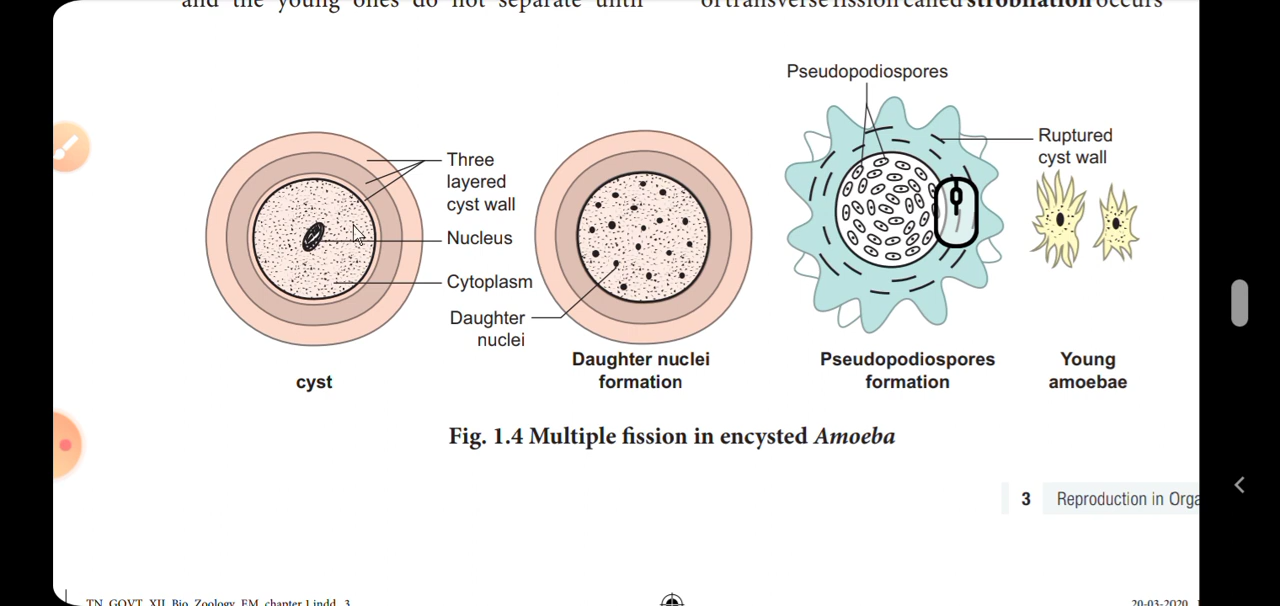 and the young ones do not separate until
of transverse fission called strobilation occurs
Pseudopodiospores
Ruptured
cyst wall
Three
layered
cyst wall
Nucleus
Cytoplasm
Daughter
nuclei
cyst
Daughter nuclei
formation
Pseudopodiospores
formation
Young
amoebae
Fig. 1.4 Multiple fission in encysted Amoeba
3 Reproduction in Orga
TN_GOVT_XII_Bio_Zoology_EM_chapter 1.indd 3
20-03-2020